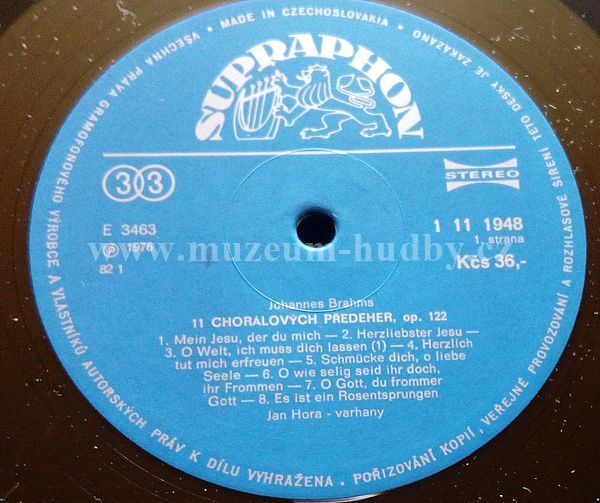 MADE IN CZECHOSLOVAKIA • VŠECHNA PRÁVA GRAMOFONOVÉHO VÝROBCE A VLASTNÍKŮ AUTORSKÝCH PRÁV K DÍLU VYHRAŽENA • POŘIZOVÁNÍ KOPIÍ, VEŘEJNÉ PROVOZOVÁNÍ A ROZHLASOVÉ ŠÍŘENÍ TÉTO DESKY JE ZAKÁZÁNO •
SUPRAPHON
33
STEREO
E 3463
1 11 1948
℗ 1976
1. strana
82 1
Kčs 36,-
www.muzeum-hudby.cz
Johannes Brahms
11 CHORÁLOVÝCH PŘEDEHER, op. 122
1. Mein Jesu, der du mich — 2. Herzliebster Jesu —
3. O Welt, ich muss dich lassen (1) — 4. Herzlich
tut mich erfreuen — 5. Schmücke dich, o liebe
Seele — 6. O wie selig seid ihr doch,
ihr Frommen — 7. O Gott, du frommer
Gott — 8. Es ist ein Rosentsprungen
Jan Hora - varhany